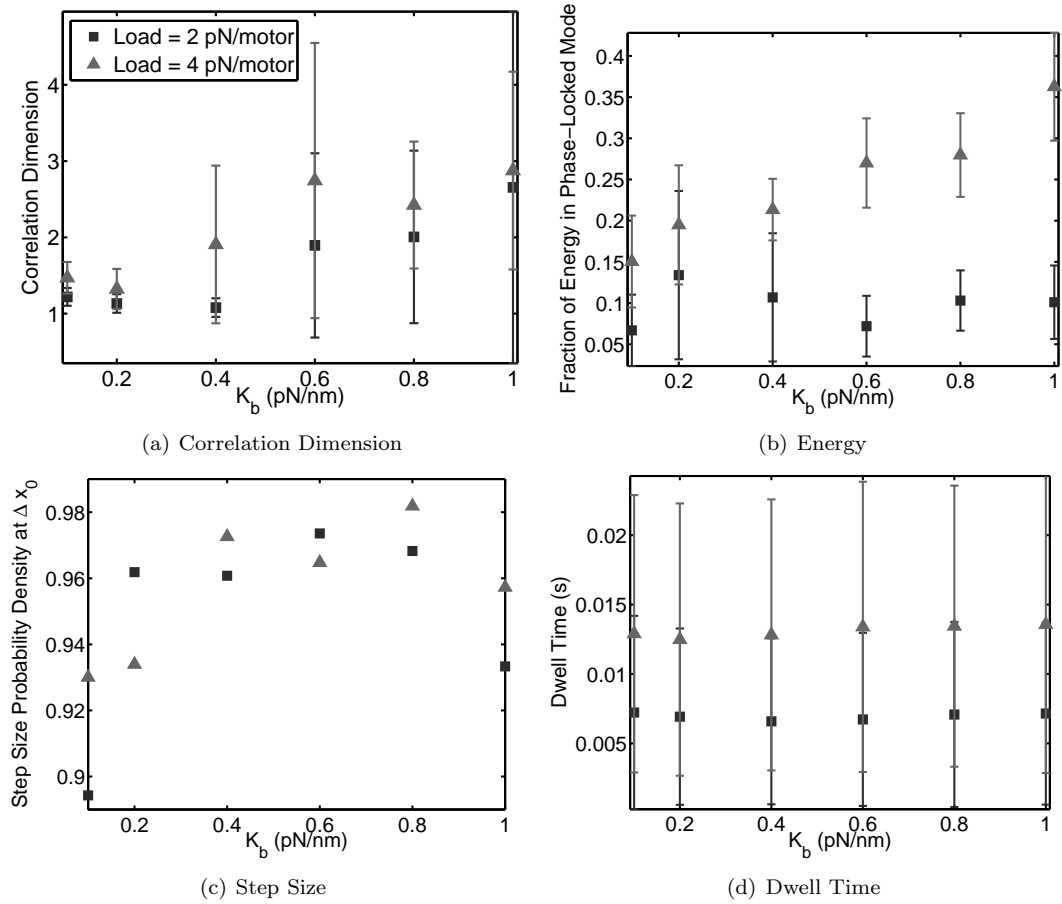 Load = 2 pN/motor
Load = 4 pN/motor
Correlation Dimension
4
3
2
1
0.2
0.4
0.6
0.8
1
K_b (pN/nm)
(a) Correlation Dimension
Fraction of Energy in Phase-Locked Mode
0.4
0.35
0.3
0.25
0.2
0.15
0.1
0.05
0.2
0.4
0.6
0.8
1
K_b (pN/nm)
(b) Energy
Step Size Probability Density at Δ x_0
0.98
0.96
0.94
0.92
0.9
0.2
0.4
0.6
0.8
1
K_b (pN/nm)
(c) Step Size
Dwell Time (s)
0.02
0.015
0.01
0.005
0.2
0.4
0.6
0.8
1
K_b (pN/nm)
(d) Dwell Time